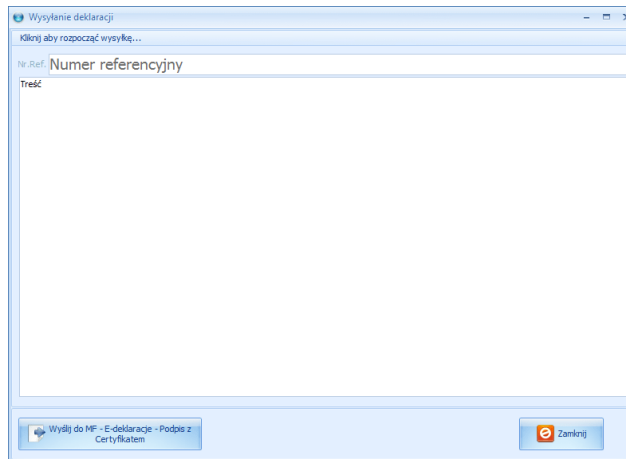 Wysyłanie deklaracji
Kliknij aby rozpocząć wysyłkę...
Nr.Ref. Numer referencyjny
Treść
Wyślij do MF - E-deklaracje - Podpis z
Certyfikatem
Zamknij